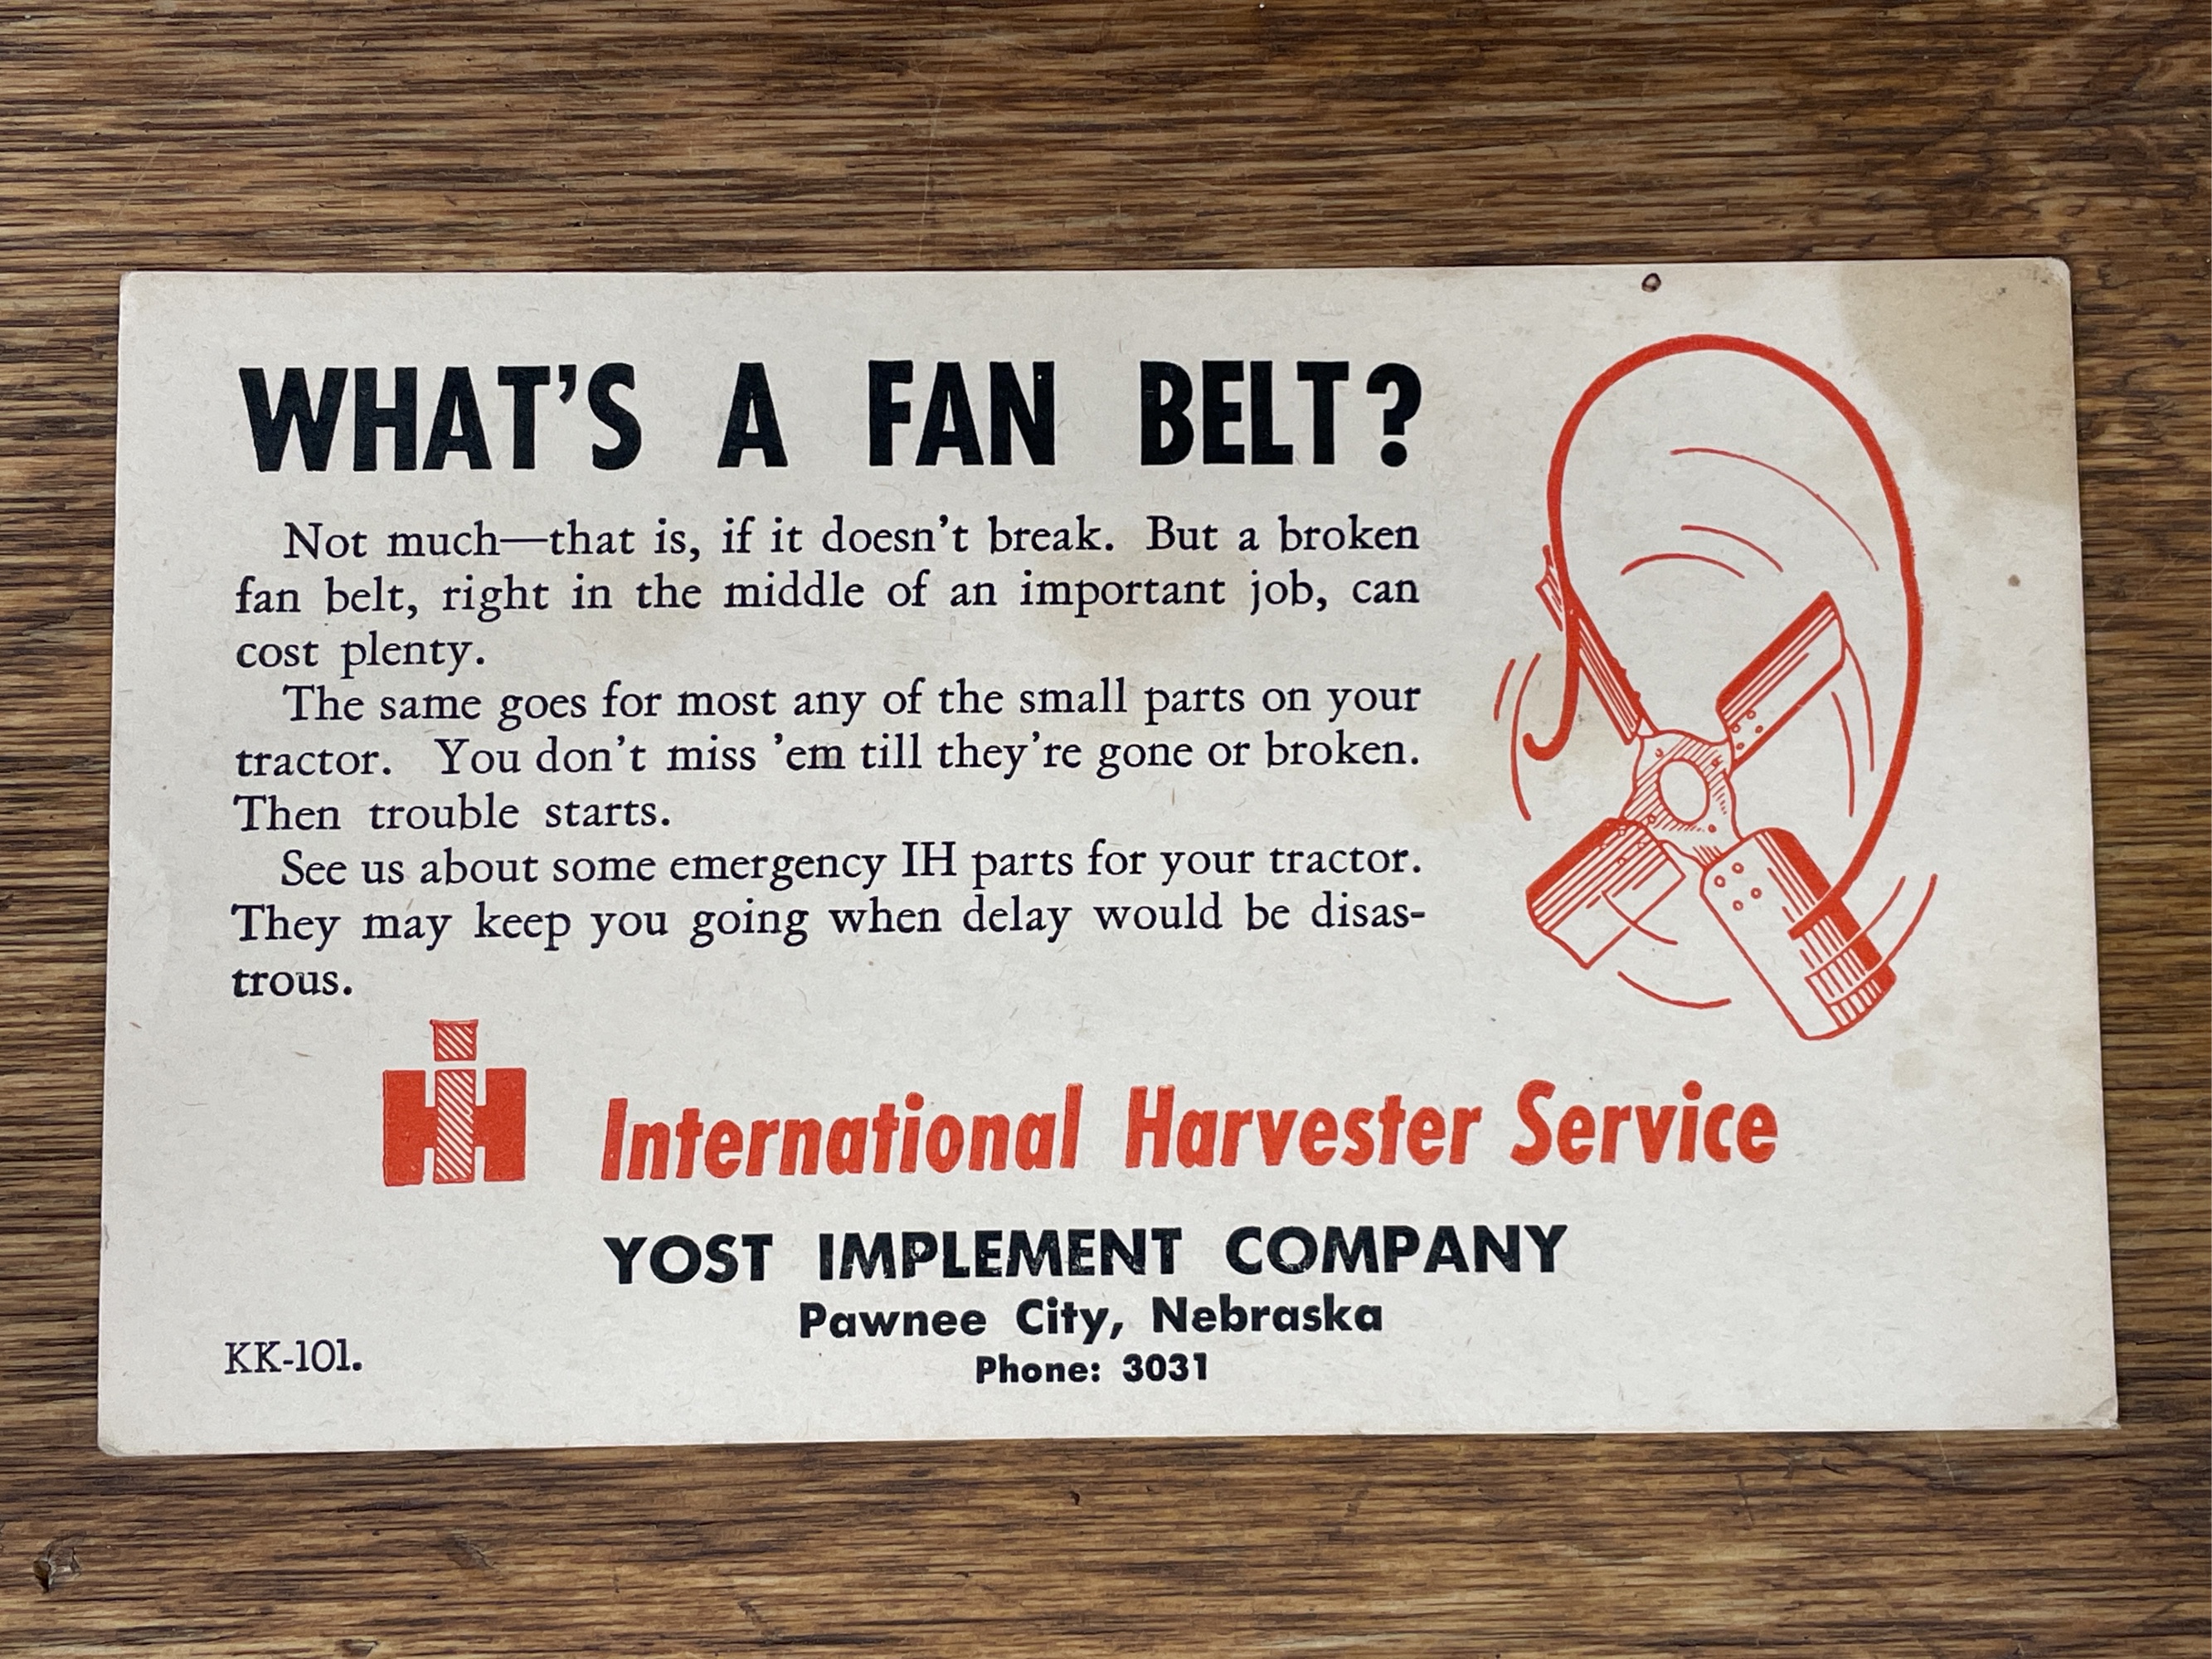 WHAT'S A FAN BELT?
Not much—that is, if it doesn't break. But a broken
fan belt, right in the middle of an important job, can
cost plenty.
The same goes for most any of the small parts on your
tractor. You don't miss 'em till they're gone or broken.
Then trouble starts.
See us about some emergency IH parts for your tractor.
They may keep you going when delay would be disas-
trous.
IH International Harvester Service
YOST IMPLEMENT COMPANY
Pawnee City, Nebraska
Phone: 3031
KK-101.